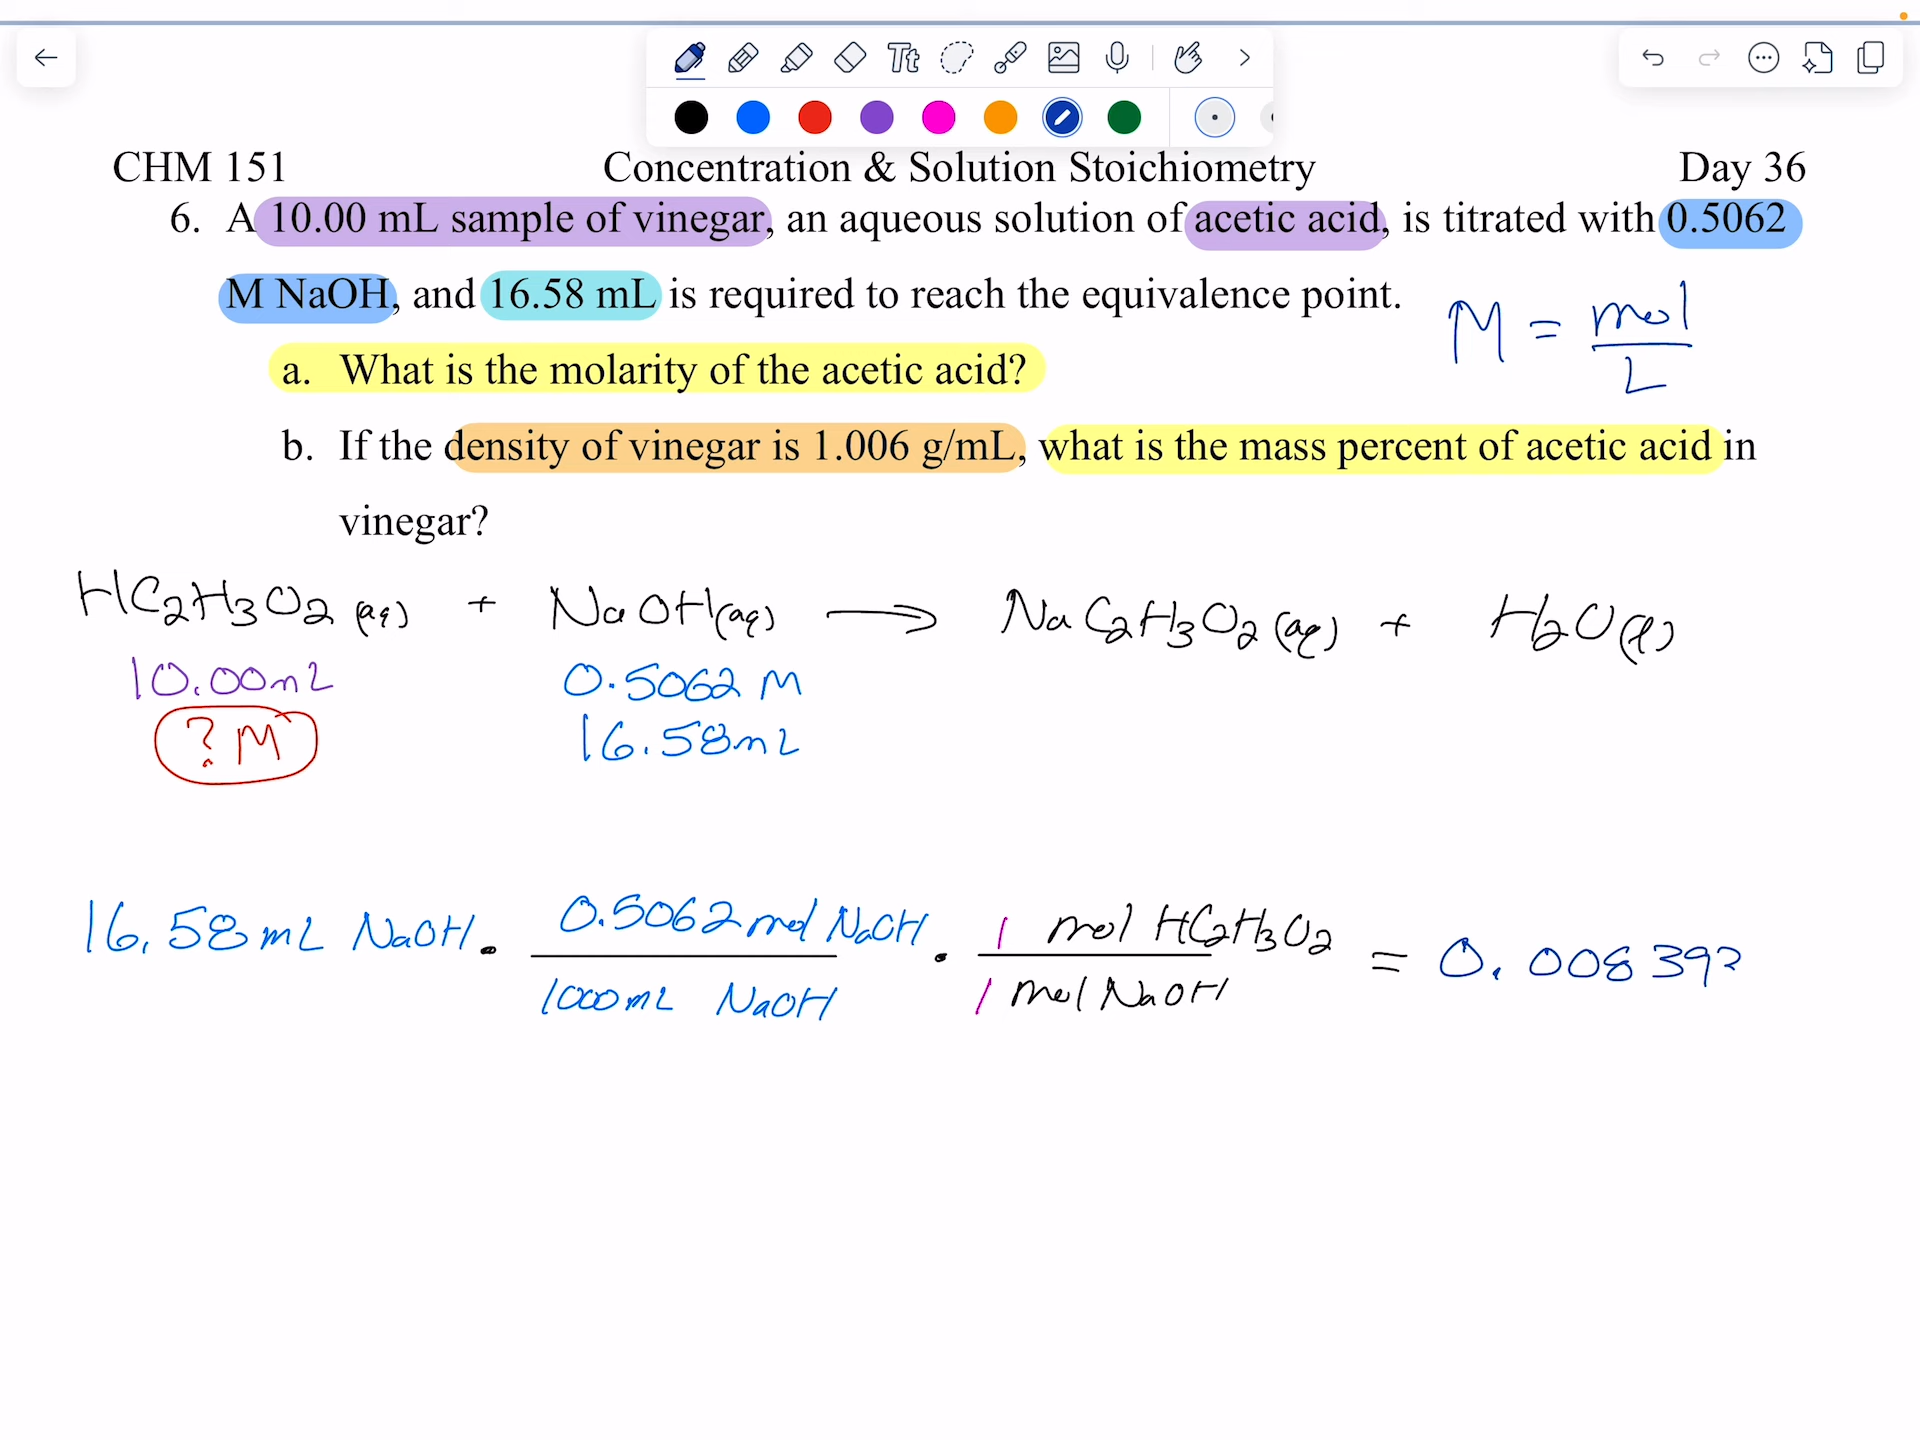 Tt
CHM 151 Concentration & Solution Stoichiometry Day 36
6. A 10.00 mL sample of vinegar, an aqueous solution of acetic acid, is titrated with 0.5062
M NaOH, and 16.58 mL is required to reach the equivalence point.
M = mol / L
a. What is the molarity of the acetic acid?
b. If the density of vinegar is 1.006 g/mL, what is the mass percent of acetic acid in
vinegar?
HC2H3O2 (aq) + NaOH(aq) → NaC2H3O2 (aq) + H2O(l)
10.00mL 0.5062 M
? M 16.58mL
16.58mL NaOH · 0.5062 mol NaOH / 1000mL NaOH · 1 mol HC2H3O2 / 1 mol NaOH = 0.00839